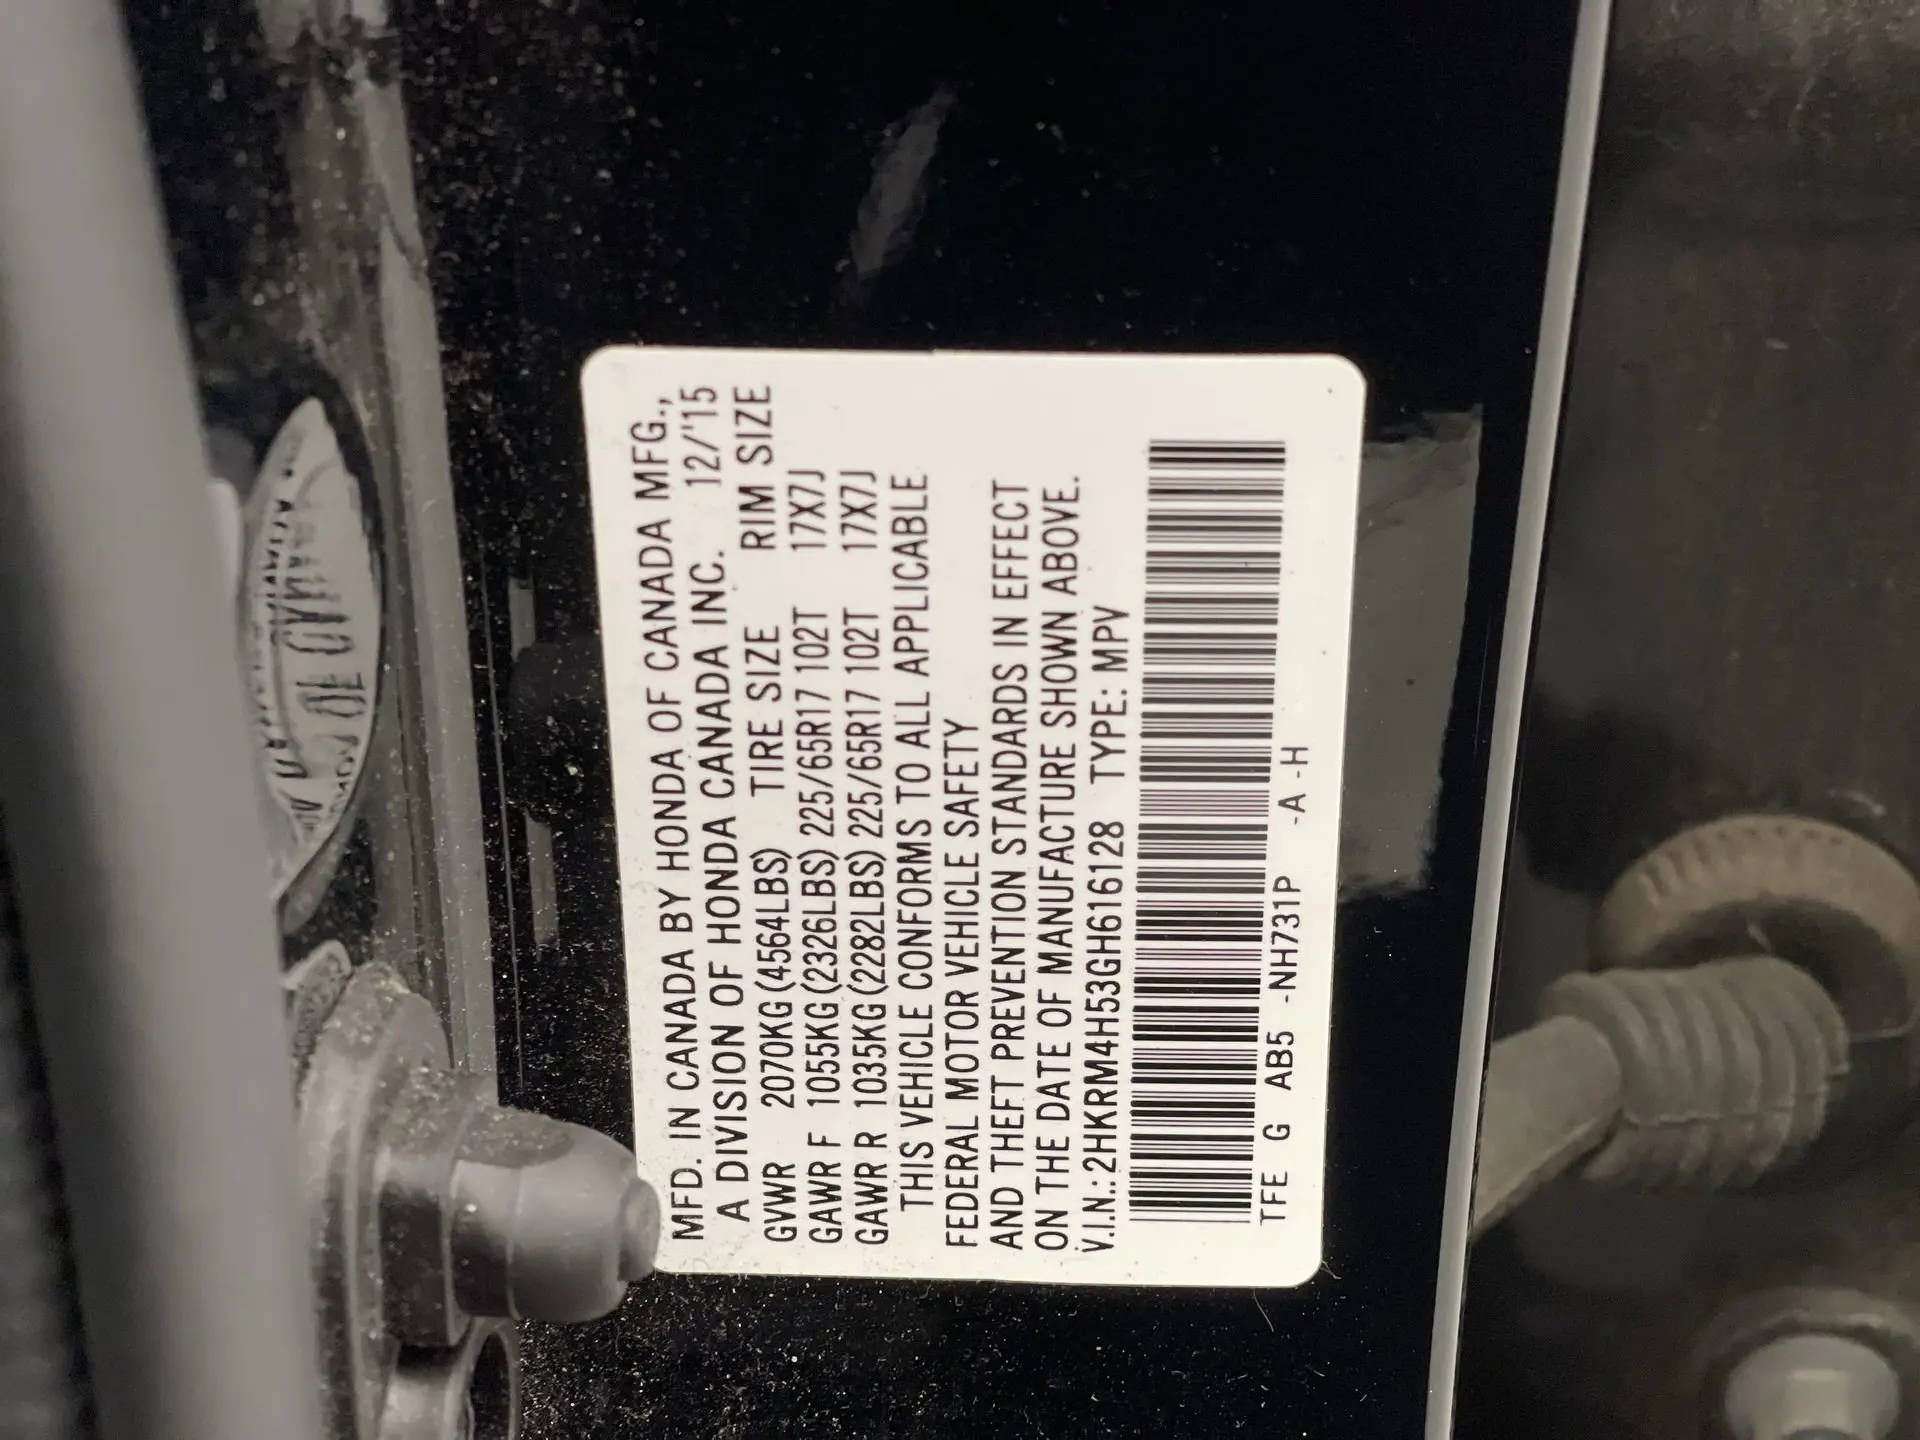 MFD. IN CANADA BY HONDA OF CANADA MFG.,
A DIVISION OF HONDA CANADA INC. 12/'15
GVWR 2070KG (4564LBS) TIRE SIZE RIM SIZE
GAWR F 1055KG (2326LBS) 225/65R17 102T 17X7J
GAWR R 1035KG (2282LBS) 225/65R17 102T 17X7J
THIS VEHICLE CONFORMS TO ALL APPLICABLE
FEDERAL MOTOR VEHICLE SAFETY
AND THEFT PREVENTION STANDARDS IN EFFECT
ON THE DATE OF MANUFACTURE SHOWN ABOVE.
V.I.N.: 2HKRM4H53GH616128 TYPE: MPV
TFE G AB5 -NH731P -A -H